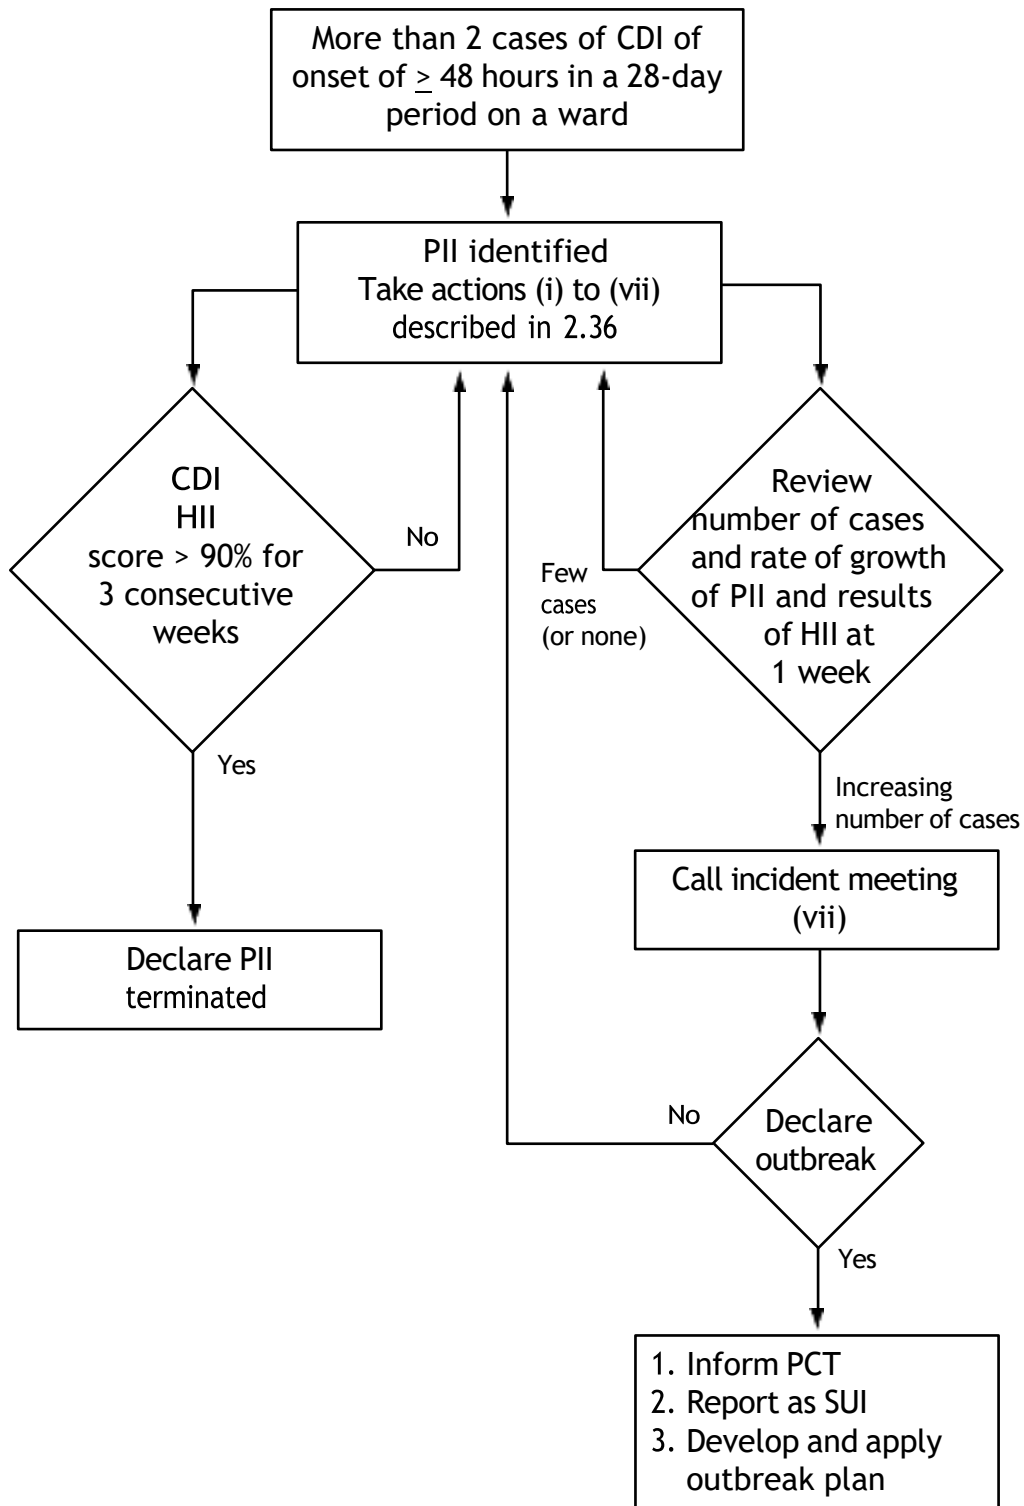 More than 2 cases of CDI of
onset of ≥ 48 hours in a 28-day
period on a ward
PII identified
Take actions (i) to (vii)
described in 2.36
CDI
HII
score > 90% for
3 consecutive
weeks
No
Few
cases
(or none)
Review
number of cases
and rate of growth
of PII and results
of HII at
1 week
Yes
Increasing
number of cases
Call incident meeting
(vii)
Declare PII
terminated
No
Declare
outbreak
Yes
1. Inform PCT
2. Report as SUI
3. Develop and apply
outbreak plan